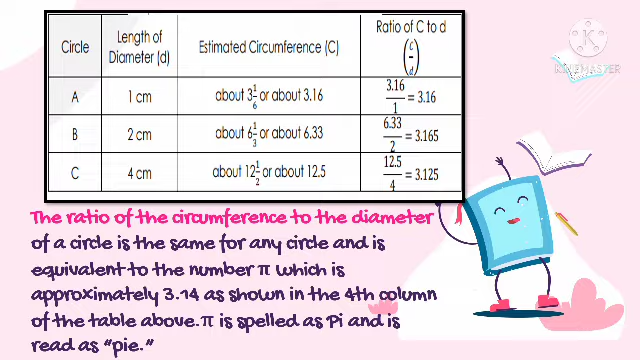 Circle Length of Diameter (d) Estimated Circumference (C) Ratio of C to d (c/d)
A 1 cm about 3 1/6 or about 3.16 3.16/1 = 3.16
B 2 cm about 6 1/3 or about 6.33 6.33/2 = 3.165
C 4 cm about 12 1/2 or about 12.5 12.5/4 = 3.125
KINEMASTER
The ratio of the circumference to the diameter
of a circle is the same for any circle and is
equivalent to the number π which is
approximately 3.14 as shown in the 4th column
of the table above. π is spelled as Pi and is
read as "pie."